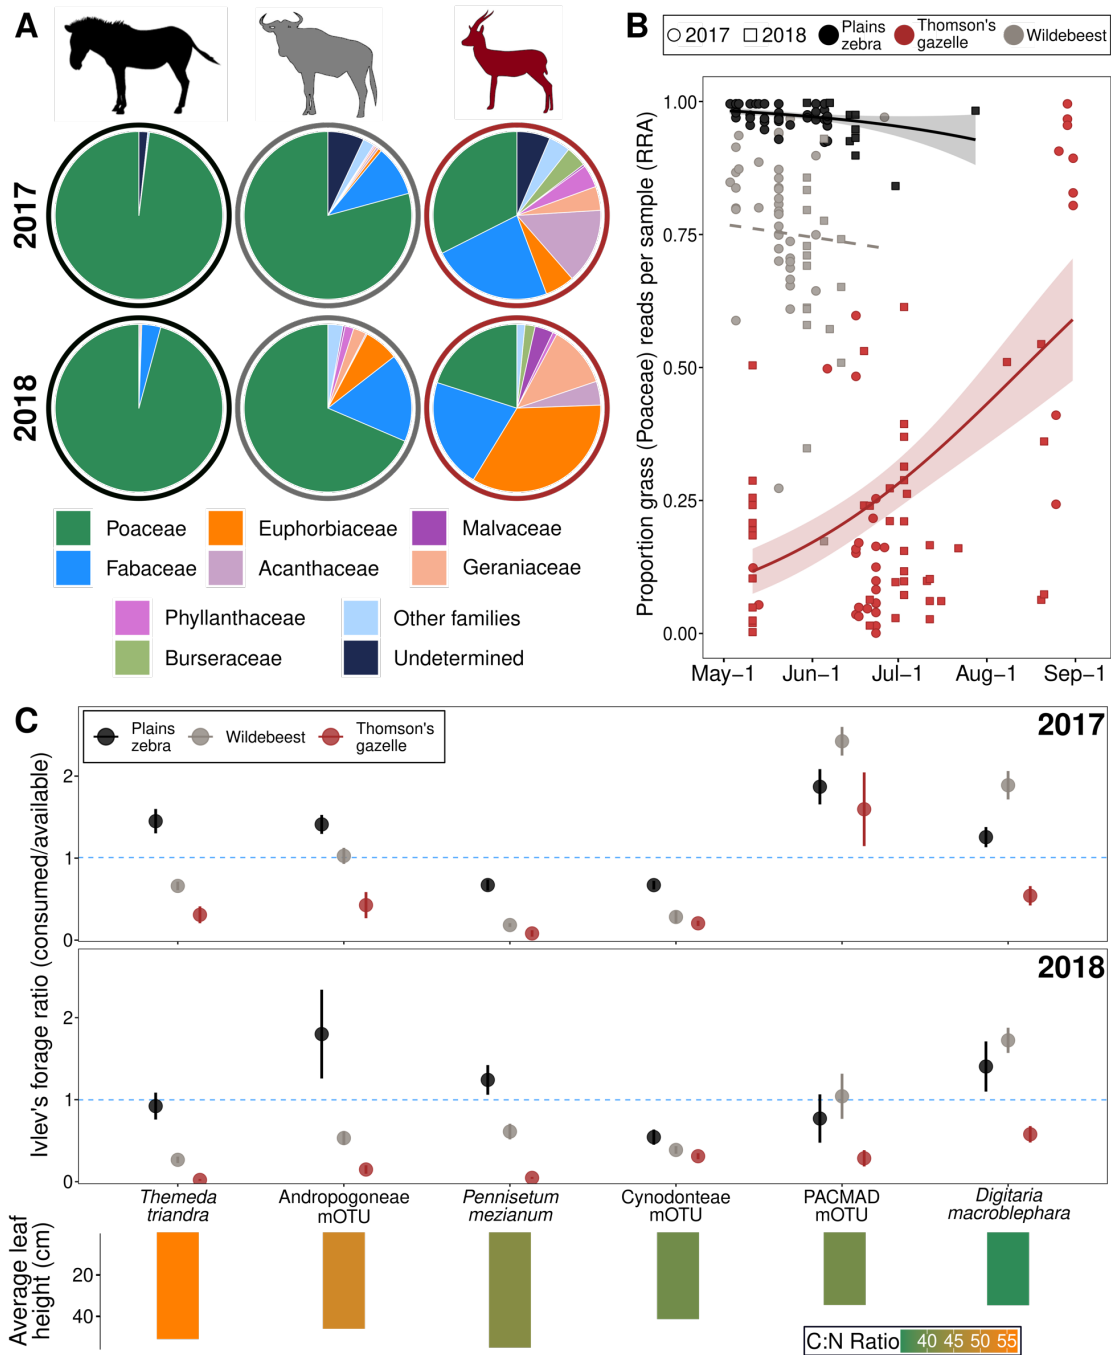 A
2017
2018
Poaceae
Euphorbiaceae
Malvaceae
Fabaceae
Acanthaceae
Geraniaceae
Phyllanthaceae
Other families
Burseraceae
Undetermined
B
2017
2018
Plains
zebra
Thomson's
gazelle
Wildebeest
Proportion grass (Poaceae) reads per sample (RRA)
1.00
0.75
0.50
0.25
0.00
May-1
Jun-1
Jul-1
Aug-1
Sep-1
C
Plains
zebra
Wildebeest
Thomson's
gazelle
2017
Ivlev's forage ratio (consumed/available)
2
1
0
2018
2
1
0
Themeda
triandra
Andropogoneae
mOTU
Pennisetum
mezianum
Cynodonteae
mOTU
PACMAD
mOTU
Digitaria
macroblephara
Average leaf
height (cm)
20
40
C:N Ratio
40 45 50 55